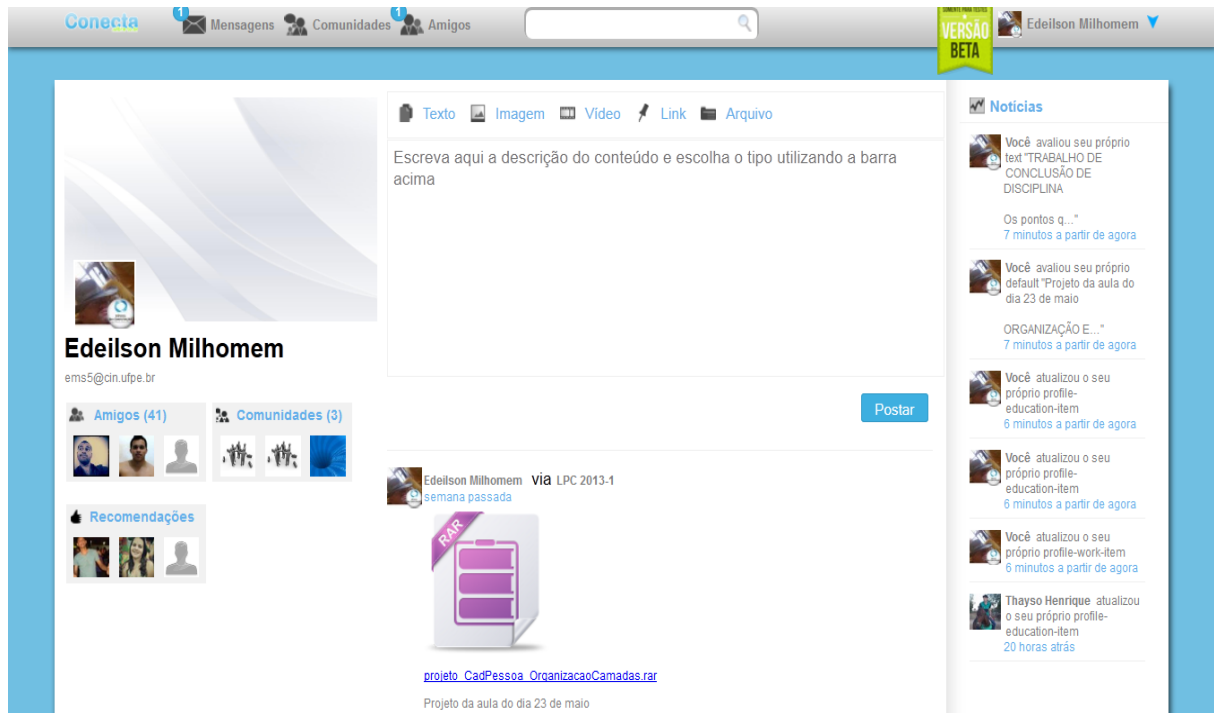 Conecta
1
Mensagens
Comunidades
1
Amigos
SOMENTE PARA TESTES
VERSÃO
BETA
Edeilson Milhomem
Edeilson Milhomem
ems5@cin.ufpe.br
Amigos (41)
Comunidades (3)
Recomendações
Texto
Imagem
Vídeo
Link
Arquivo
Escreva aqui a descrição do conteúdo e escolha o tipo utilizando a barra
acima
Postar
Edeilson Milhomem via LPC 2013-1
semana passada
RAR
projeto_CadPessoa_OrganizacaoCamadas.rar
Projeto da aula do dia 23 de maio
Notícias
Você avaliou seu próprio
text "TRABALHO DE
CONCLUSÃO DE
DISCIPLINA
Os pontos q..."
7 minutos a partir de agora
Você avaliou seu próprio
default "Projeto da aula do
dia 23 de maio
ORGANIZAÇÃO E..."
7 minutos a partir de agora
Você atualizou o seu
próprio profile-
education-item
6 minutos a partir de agora
Você atualizou o seu
próprio profile-
education-item
6 minutos a partir de agora
Você atualizou o seu
próprio profile-work-item
6 minutos a partir de agora
Thayso Henrique atualizou
o seu próprio profile-
education-item
20 horas atrás